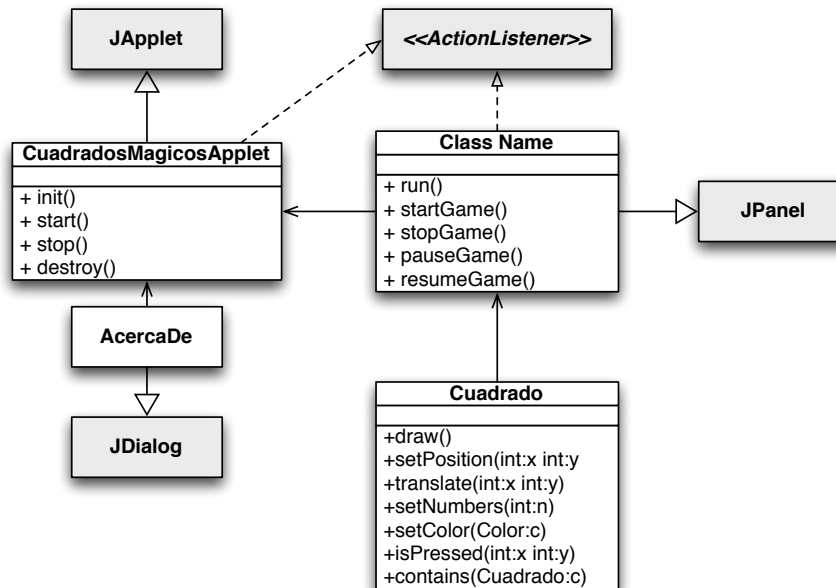 JApplet
<<ActionListener>>
CuadradosMagicosApplet
+ init()
+ start()
+ stop()
+ destroy()
Class Name
+ run()
+ startGame()
+ stopGame()
+ pauseGame()
+ resumeGame()
JPanel
AcercaDe
JDialog
Cuadrado
+draw()
+setPosition(int:x int:y
+translate(int:x int:y)
+setNumbers(int:n)
+setColor(Color:c)
+isPressed(int:x int:y)
+contains(Cuadrado:c)